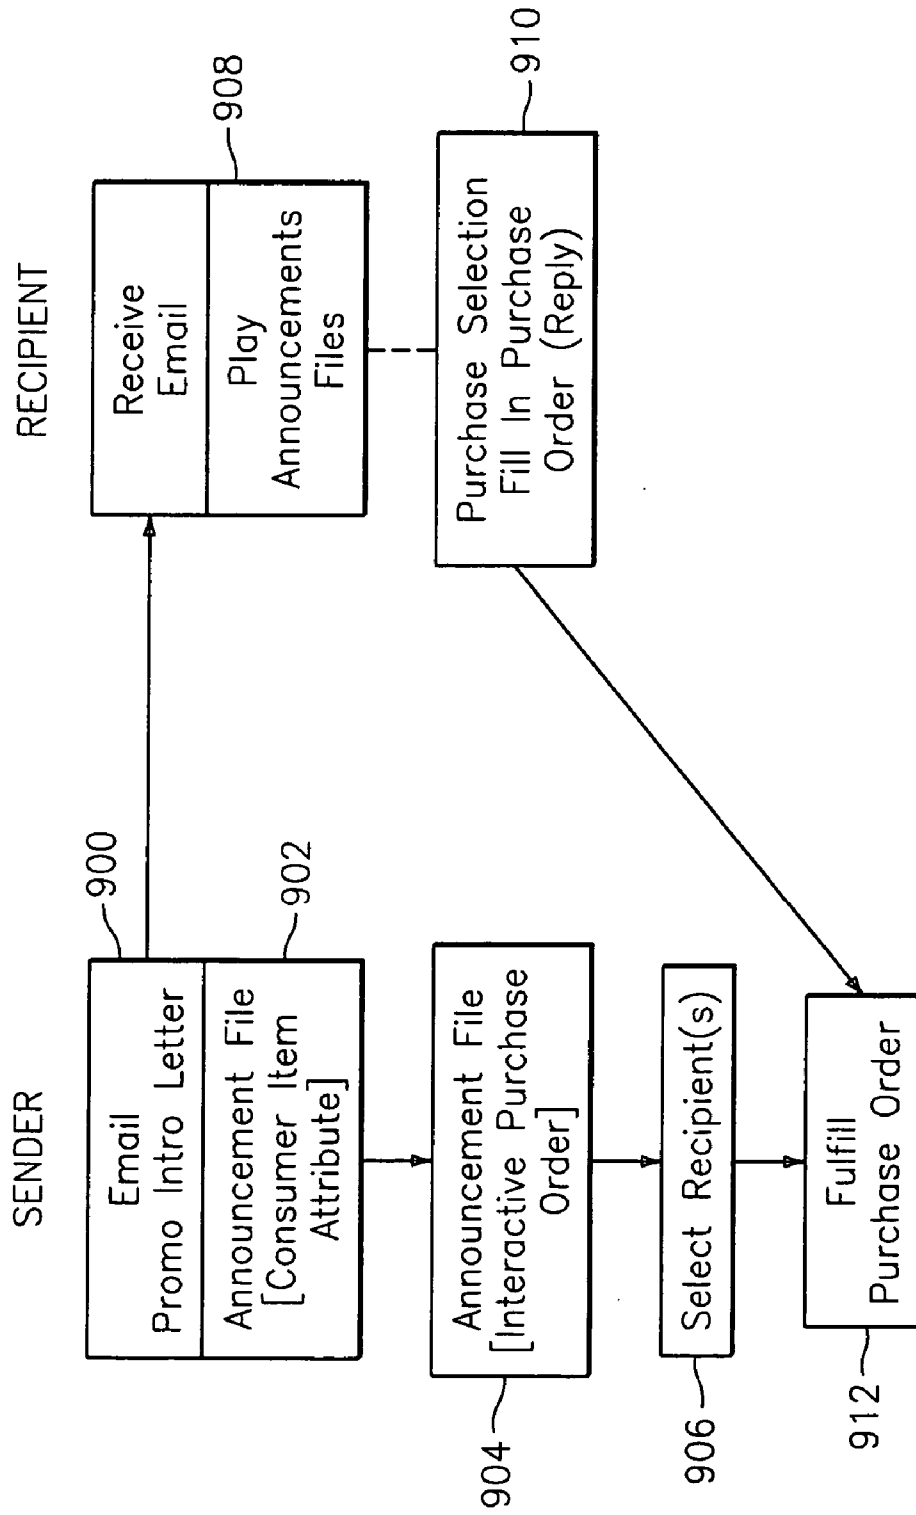 SENDER
RECIPIENT
900
Email
Promo Intro Letter
902
Announcement File
[Consumer Item
Attribute]
904
Announcement File
[Interactive Purchase
Order]
906
Select Recipient(s)
912
Fulfill
Purchase Order
Receive
Email
908
Play
Announcements
Files
910
Purchase Selection
Fill In Purchase
Order (Reply)